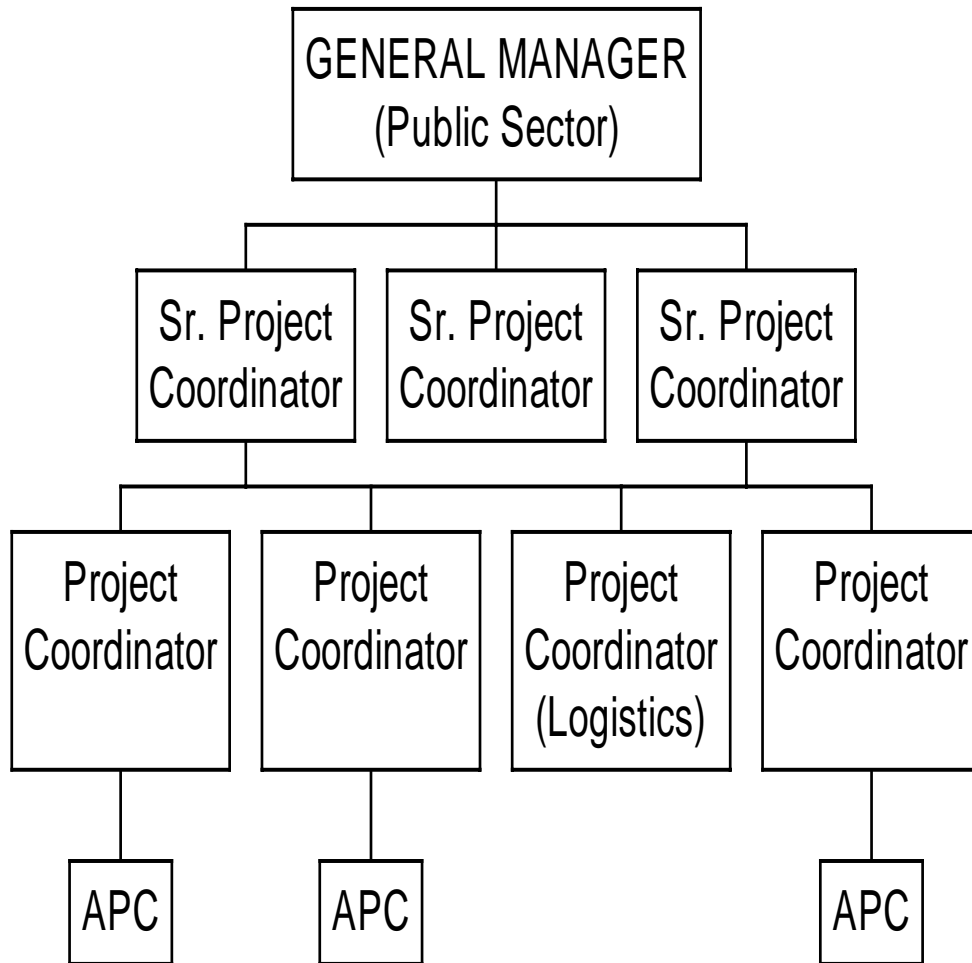 GENERAL MANAGER
(Public Sector)
Sr. Project
Coordinator
Sr. Project
Coordinator
Sr. Project
Coordinator
Project
Coordinator
Project
Coordinator
Project
Coordinator
(Logistics)
Project
Coordinator
APC
APC
APC